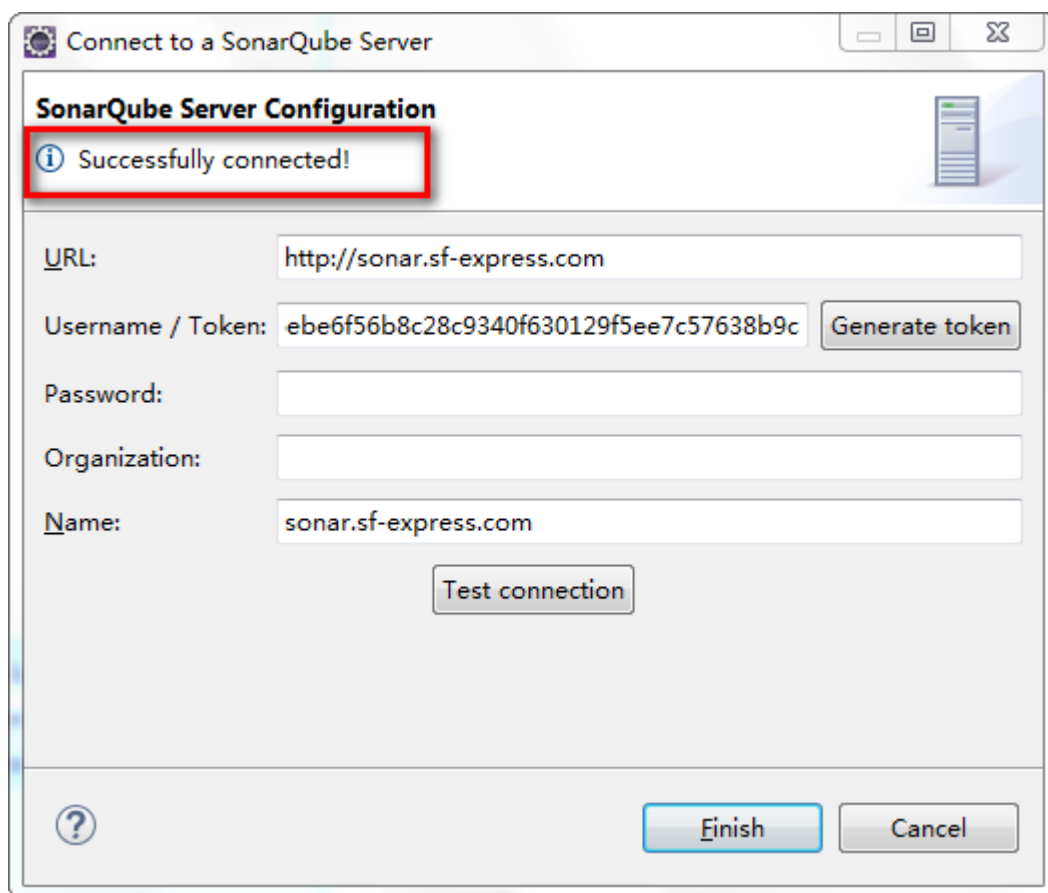 Connect to a SonarQube Server
SonarQube Server Configuration
Successfully connected!
URL: http://sonar.sf-express.com
Username / Token: ebe6f56b8c28c9340f630129f5ee7c57638b9c Generate token
Password:
Organization:
Name: sonar.sf-express.com
Test connection
Finish Cancel